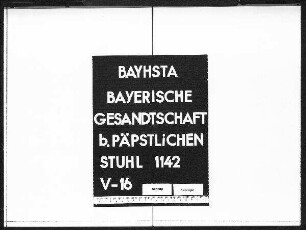 BAYHSTA
BAYERISCHE
GESANDTSCHAFT
b. PÄPSTLICHEN
STUHL 1142
V-16